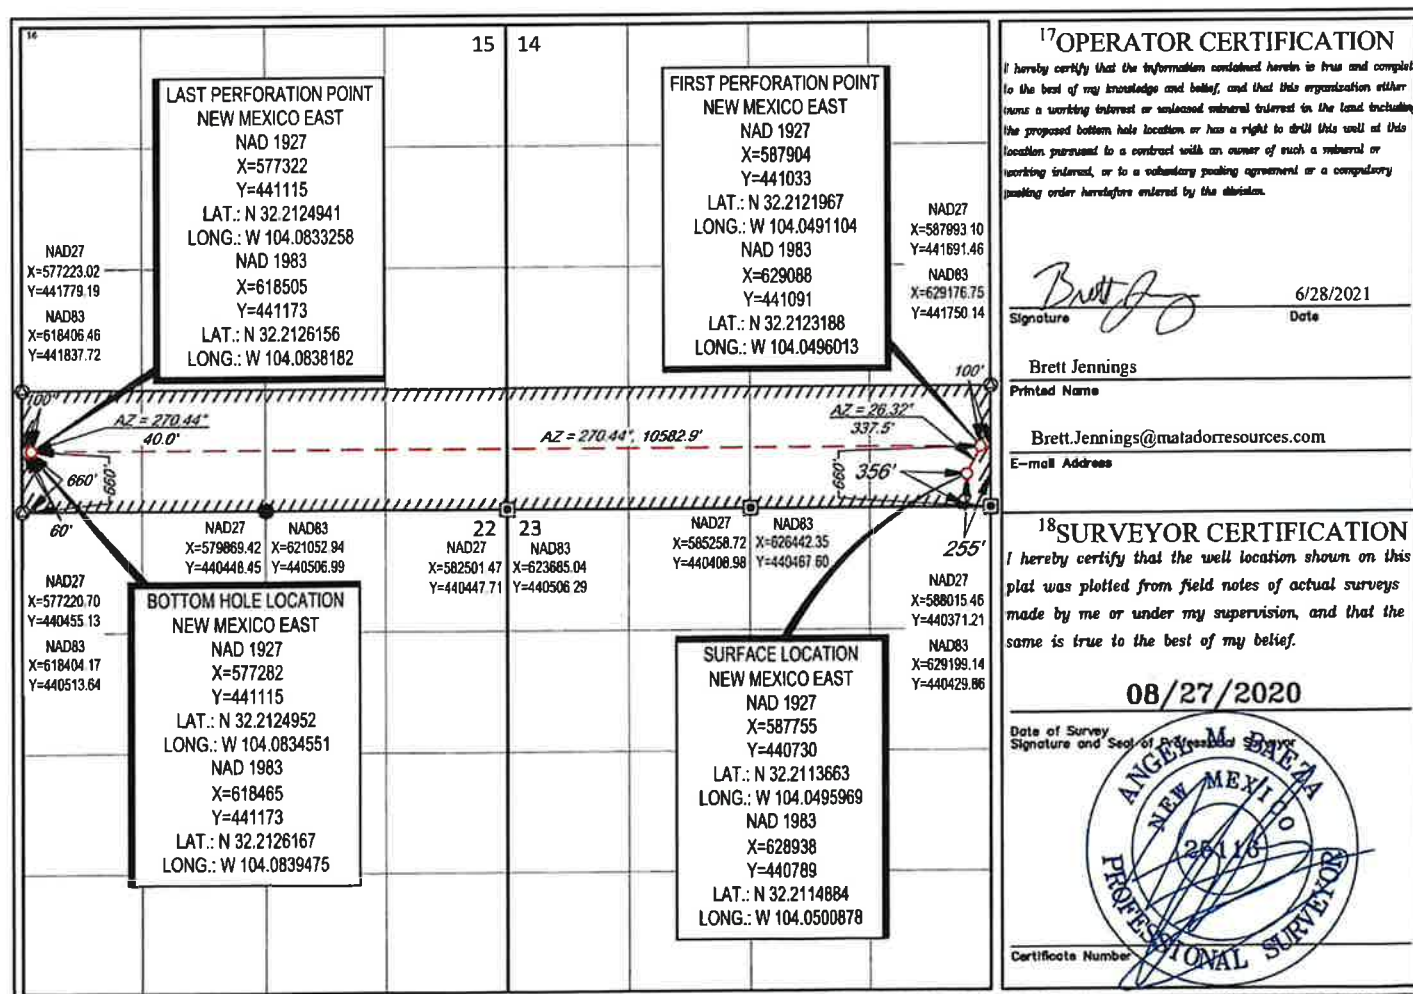 16
15
14
LAST PERFORATION POINT
NEW MEXICO EAST
NAD 1927
X=577322
Y=441115
LAT.: N 32.2124941
LONG.: W 104.0833258
NAD 1983
X=618505
Y=441173
LAT.: N 32.2126156
LONG.: W 104.0838182
FIRST PERFORATION POINT
NEW MEXICO EAST
NAD 1927
X=587904
Y=441033
LAT.: N 32.2121967
LONG.: W 104.0491104
NAD 1983
X=629088
Y=441091
LAT.: N 32.2123188
LONG.: W 104.0496013
NAD27
X=577223.02
Y=441779.19
NAD83
X=618406.46
Y=441837.72
NAD27
X=587993.10
Y=441691.46
NAD83
X=629176.75
Y=441750.14
100'
AZ = 270.44°
40.0'
660'
660'
60'
AZ = 270.44°, 10582.9'
100'
AZ = 26.32°
337.5'
660'
356'
255'
NAD27
X=579869.42
Y=440448.45
NAD83
X=621052.94
Y=440506.99
22
23
NAD27
X=582501.47
Y=440447.71
NAD83
X=623685.04
Y=440506.29
NAD27
X=585258.72
Y=440408.98
NAD83
X=626442.35
Y=440467.60
NAD27
X=577220.70
Y=440455.13
NAD83
X=618404.17
Y=440513.64
NAD27
X=588015.46
Y=440371.21
NAD83
X=629199.14
Y=440429.86
BOTTOM HOLE LOCATION
NEW MEXICO EAST
NAD 1927
X=577282
Y=441115
LAT.: N 32.2124952
LONG.: W 104.0834551
NAD 1983
X=618465
Y=441173
LAT.: N 32.2126167
LONG.: W 104.0839475
SURFACE LOCATION
NEW MEXICO EAST
NAD 1927
X=587755
Y=440730
LAT.: N 32.2113663
LONG.: W 104.0495969
NAD 1983
X=628938
Y=440789
LAT.: N 32.2114884
LONG.: W 104.0500878
17 OPERATOR CERTIFICATION
I hereby certify that the information contained herein is true and complete
to the best of my knowledge and belief, and that this organization either
owns a working interest or unleased mineral interest in the land including
the proposed bottom hole location or has a right to drill this well at this
location pursuant to a contract with an owner of such a mineral or
working interest, or to a voluntary pooling agreement or a compulsory
pooling order heretofore entered by the division.
Brett J
6/28/2021
Signature
Date
Brett Jennings
Printed Name
Brett.Jennings@matadorresources.com
E-mail Address
18 SURVEYOR CERTIFICATION
I hereby certify that the well location shown on this
plat was plotted from field notes of actual surveys
made by me or under my supervision, and that the
same is true to the best of my belief.
08/27/2020
Date of Survey
Signature and Seal of Professional Surveyor
ANGEL M. BAEZA
NEW MEXICO
25116
PROFESSIONAL SURVEYOR
Certificate Number